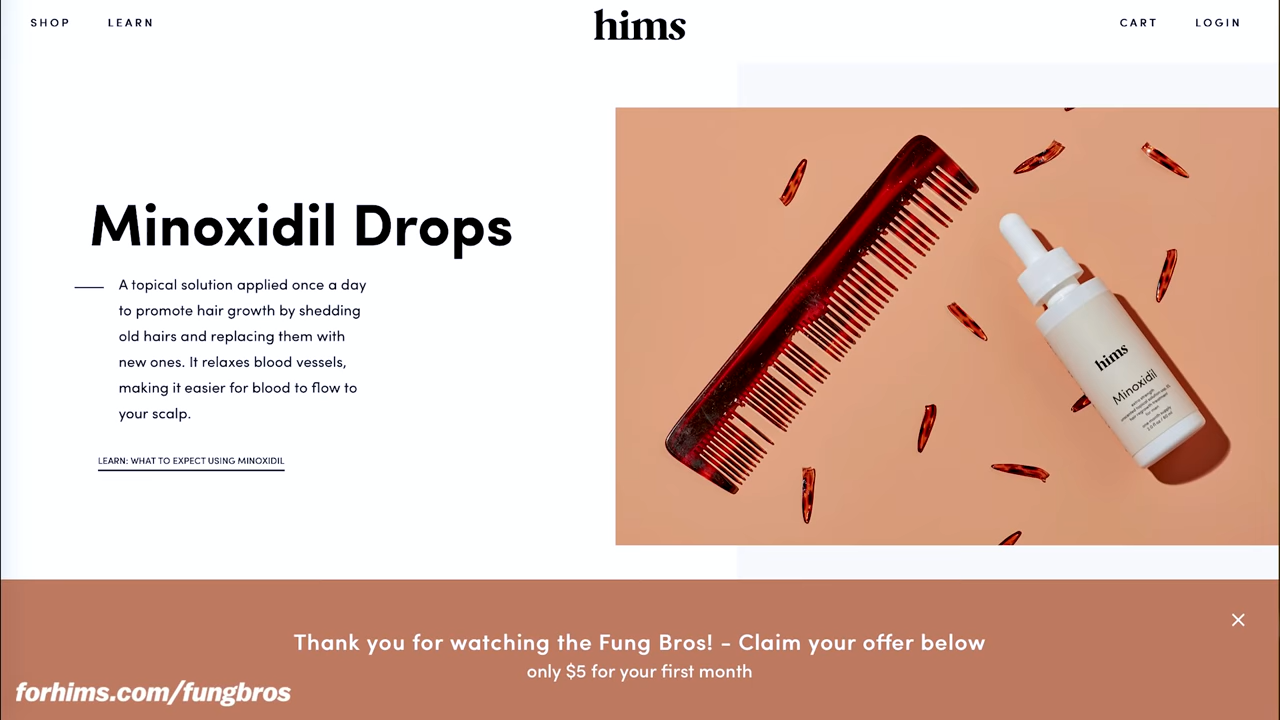 SHOP
LEARN
hims
CART
LOGIN
Minoxidil Drops
A topical solution applied once a day
to promote hair growth by shedding
old hairs and replacing them with
new ones. It relaxes blood vessels,
making it easier for blood to flow to
your scalp.
LEARN: WHAT TO EXPECT USING MINOXIDIL
hims
Minoxidil
Thank you for watching the Fung Bros! - Claim your offer below
only $5 for your first month
forhims.com/fungbros